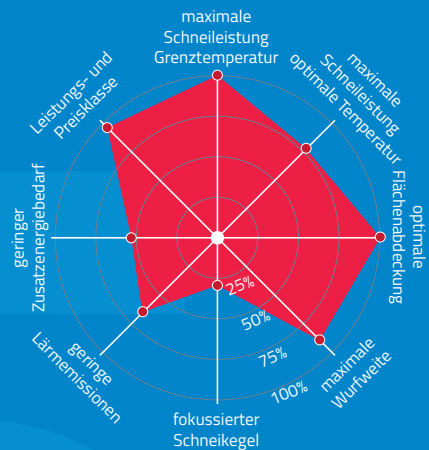 maximale
Schneileistung
Grenztemperatur
maximale
Schneileistung
optimale Temperatur
optimale
Flächenabdeckung
maximale
Wurfweite
fokussierter
Schneikegel
geringe
Lärmemissionen
geringer
Zusatzenergiebedarf
Leistungs- und
Preisklasse
25%
50%
75%
100%